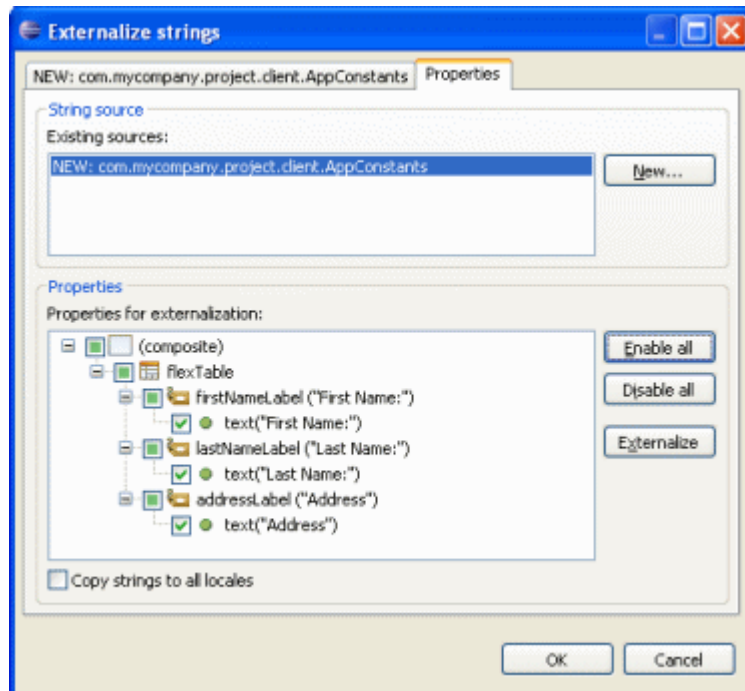 Externalize strings
NEW: com.mycompany.project.client.AppConstants Properties
String source
Existing sources:
NEW: com.mycompany.project.client.AppConstants
New...
Properties
Properties for externalization:
(composite)
Enable all
flexTable
firstNameLabel ("First Name:")
Disable all
text("First Name:")
lastNameLabel ("Last Name:")
Externalize
text("Last Name:")
addressLabel ("Address")
text("Address")
Copy strings to all locales
OK Cancel